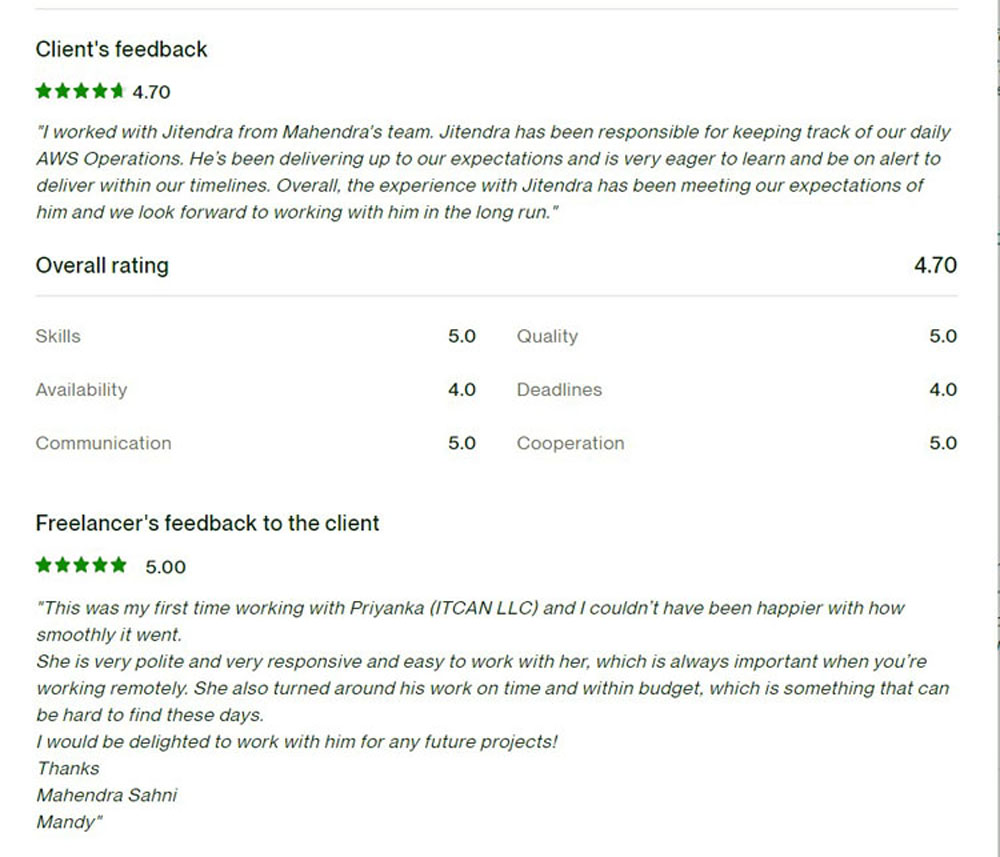 Client's feedback
4.70
"I worked with Jitendra from Mahendra's team. Jitendra has been responsible for keeping track of our daily
AWS Operations. He's been delivering up to our expectations and is very eager to learn and be on alert to
deliver within our timelines. Overall, the experience with Jitendra has been meeting our expectations of
him and we look forward to working with him in the long run."
Overall rating 4.70
Skills 5.0 Quality 5.0
Availability 4.0 Deadlines 4.0
Communication 5.0 Cooperation 5.0
Freelancer's feedback to the client
5.00
"This was my first time working with Priyanka (ITCAN LLC) and I couldn't have been happier with how
smoothly it went.
She is very polite and very responsive and easy to work with her, which is always important when you're
working remotely. She also turned around his work on time and within budget, which is something that can
be hard to find these days.
I would be delighted to work with him for any future projects!
Thanks
Mahendra Sahni
Mandy"